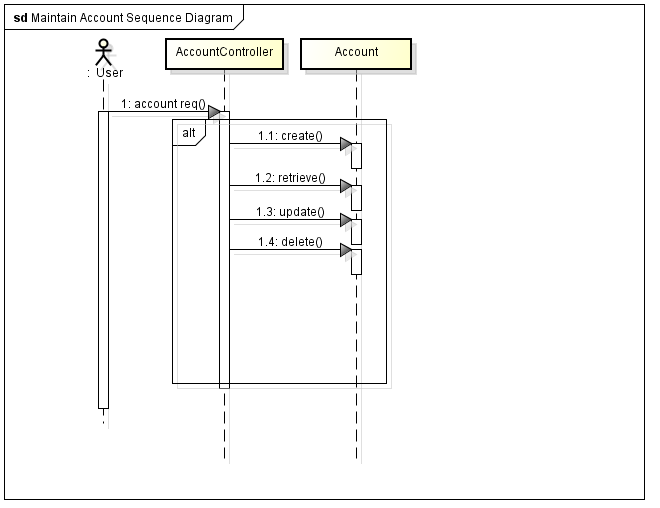 sd Maintain Account Sequence Diagram
AccountController
Account
: User
1: account req()
alt
1.1: create()
1.2: retrieve()
1.3: update()
1.4: delete()